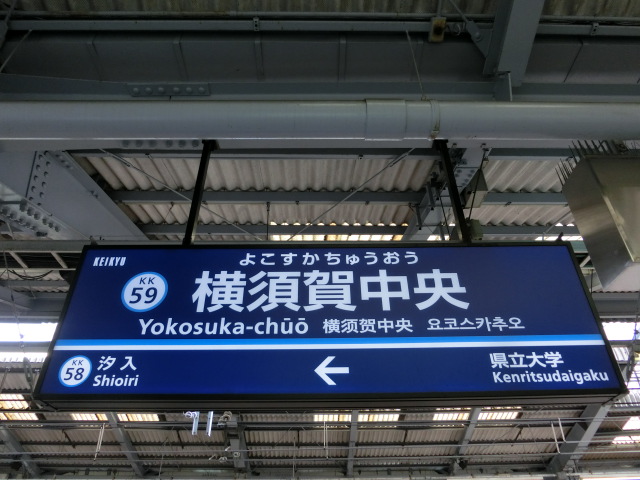 KEIKYU
よこすかちゅうおう
KK 59 横須賀中央
Yokosuka-chūō 横须贺中央 요코스카추오
KK 58 汐入 ← 県立大学
Shioiri Kenritsudaigaku